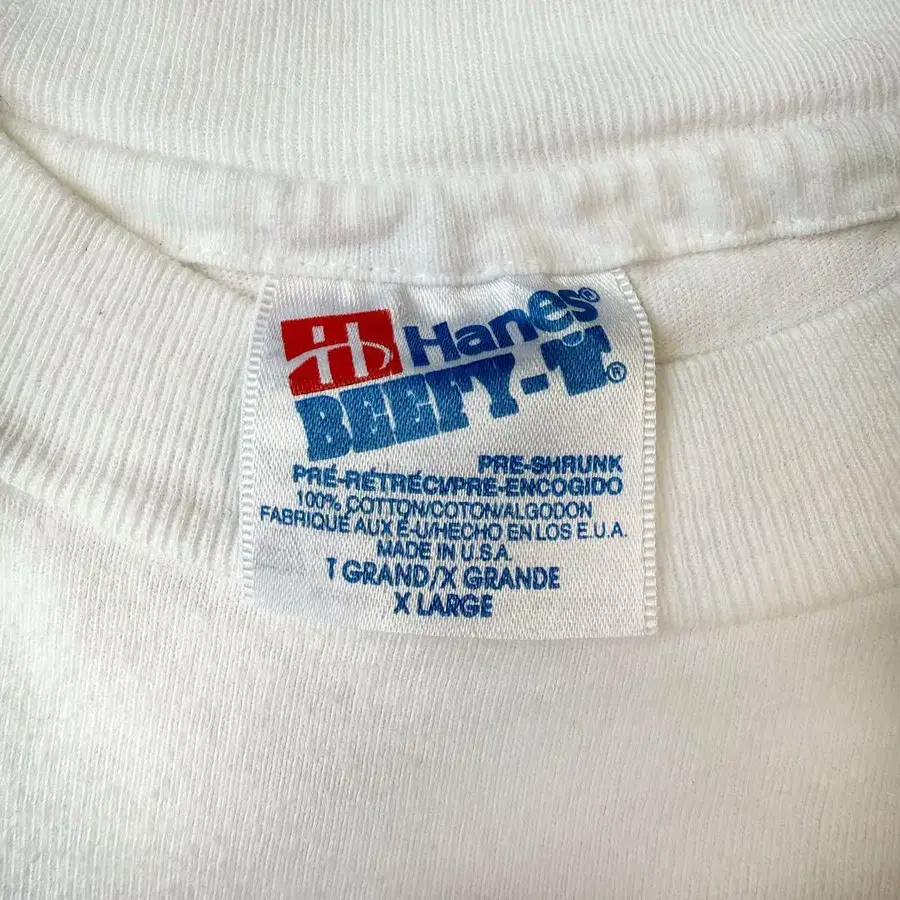 H Hanes®
BEEFY-T®
PRE-SHRUNK
PRÉ-RÉTRÉCI/PRE-ENCOGIDO
100% COTTON/COTON/ALGODON
FABRIQUÉ AUX É-U/HECHO EN LOS E.U.A.
MADE IN U.S.A.
T GRAND/X GRANDE
X LARGE